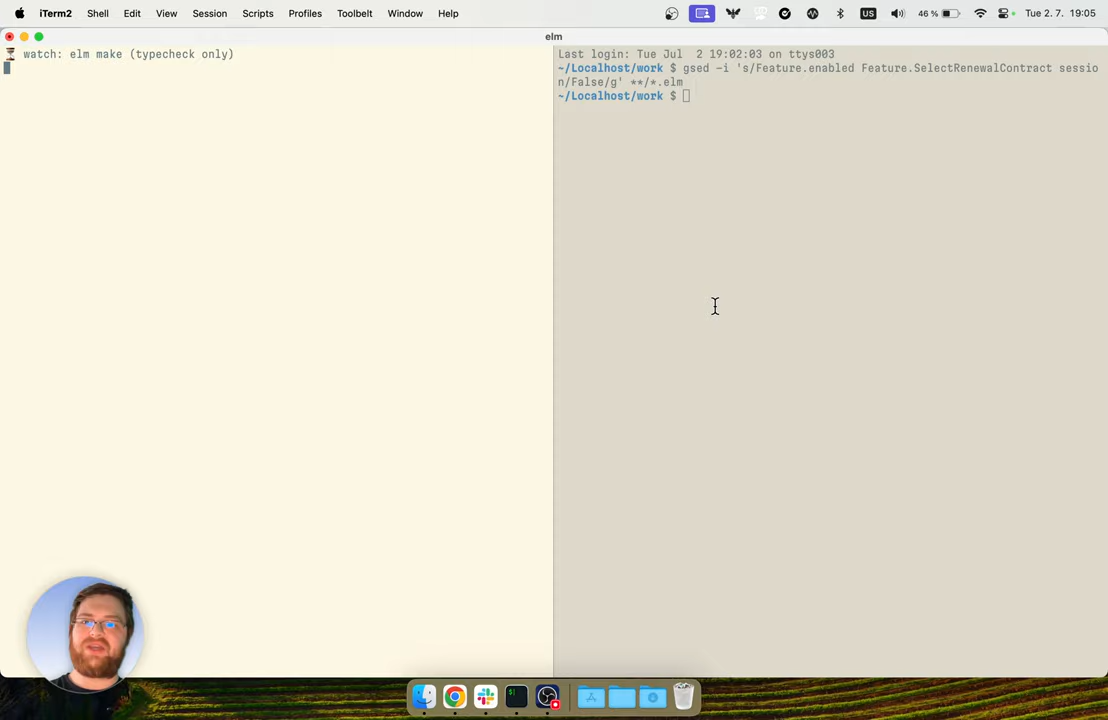 iTerm2 Shell Edit View Session Scripts Profiles Toolbelt Window Help US 46 % Tue 2. 7. 19:05
elm
watch: elm make (typecheck only)
Last login: Tue Jul  2 19:02:03 on ttys003
~/Localhost/work $ gsed -i 's/Feature.enabled Feature.SelectRenewalContract sessio
n/False/g' **/*.elm
~/Localhost/work $